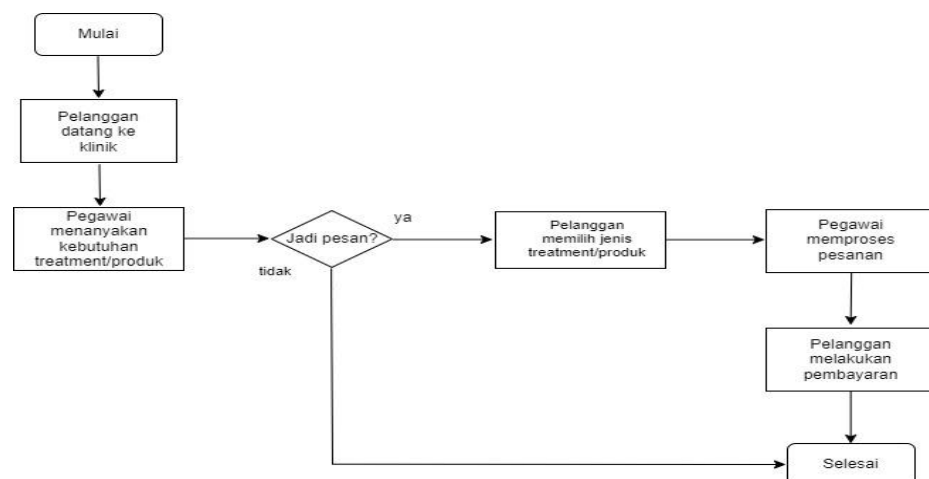 Mulai
Pelanggan
datang ke
klinik
Pegawai
menanyakan
kebutuhan
treatment/produk
Jadi pesan?
ya
tidak
Pelanggan
memilih jenis
treatment/produk
Pegawai
memproses
pesanan
Pelanggan
melakukan
pembayaran
Selesai